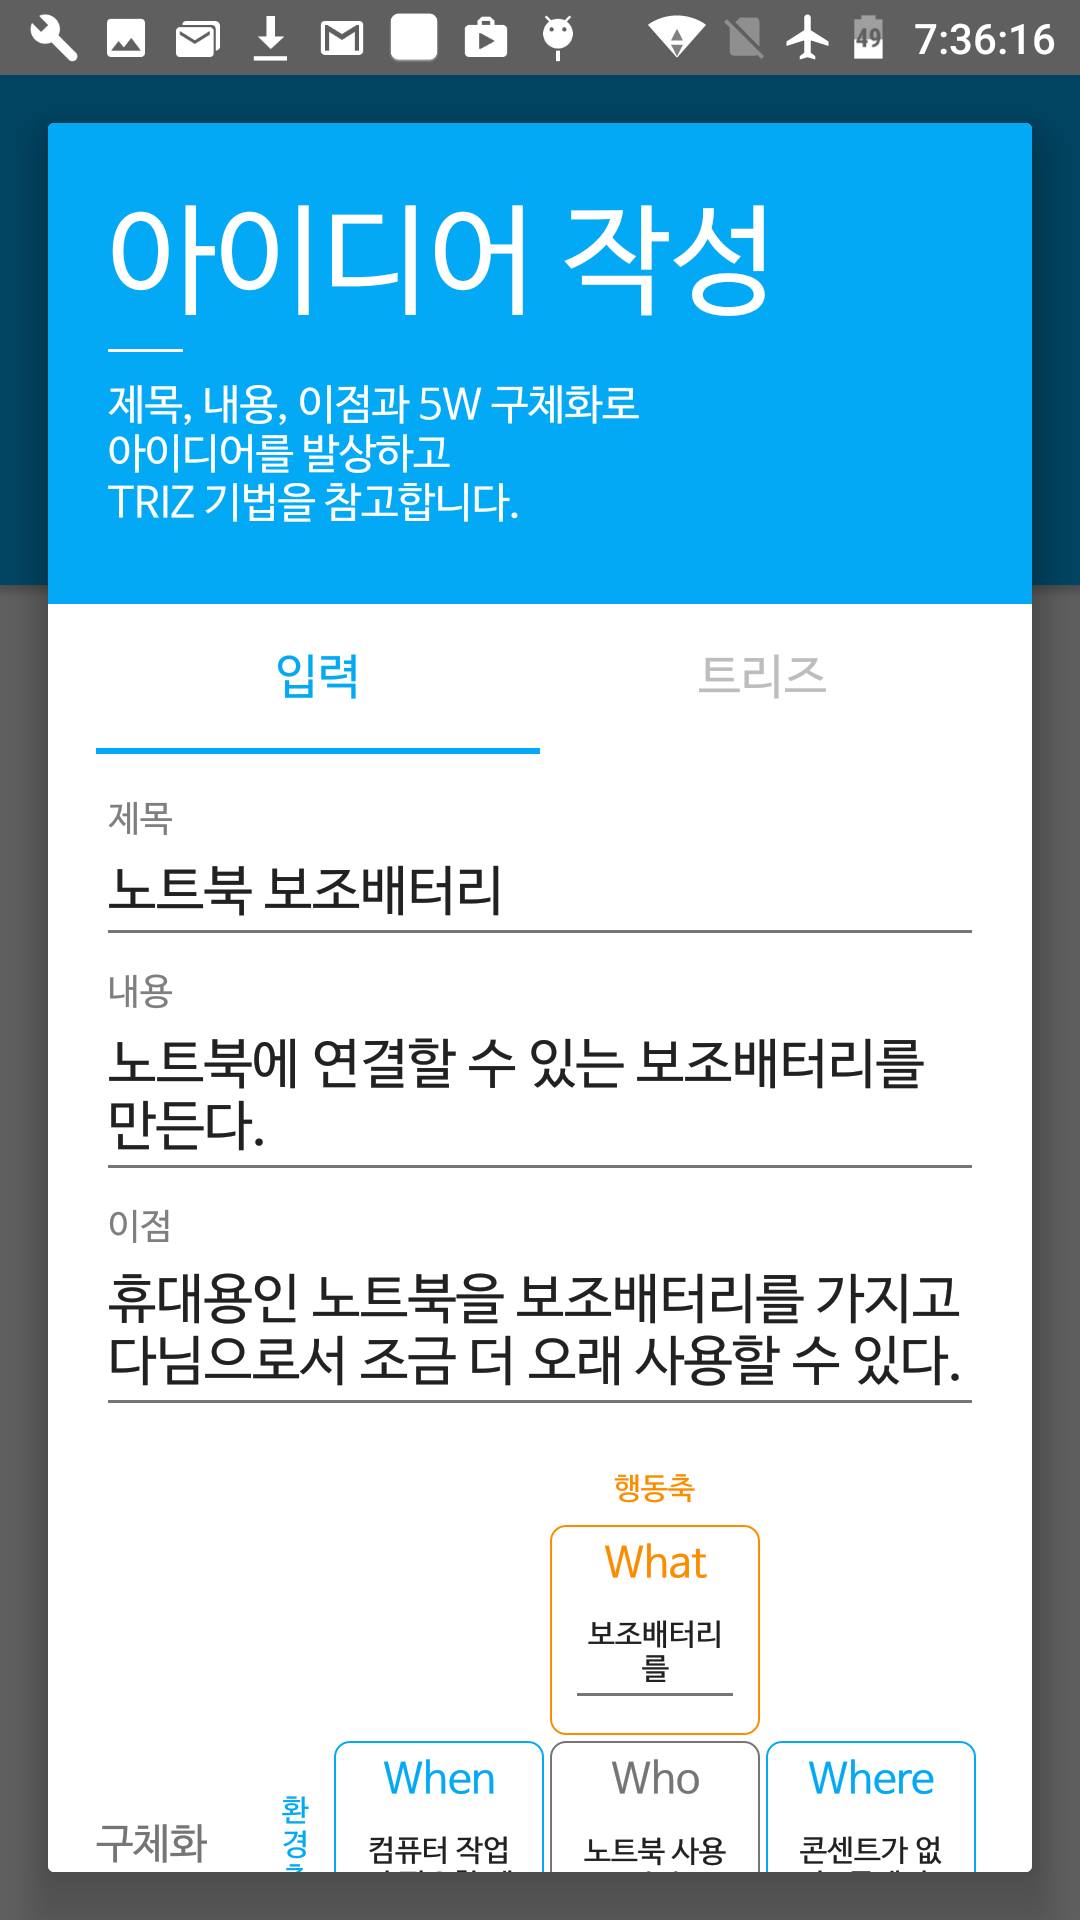 49 7:36:16
아이디어 작성
제목, 내용, 이점과 5W 구체화로
아이디어를 발상하고
TRIZ 기법을 참고합니다.
입력 트리즈
제목
노트북 보조배터리
내용
노트북에 연결할 수 있는 보조배터리를
만든다.
이점
휴대용인 노트북을 보조배터리를 가지고
다님으로서 조금 더 오래 사용할 수 있다.
행동축
What
보조배터리
를
When Who Where
환
경
구체화
컴퓨터 작업 노트북 사용 콘센트가 없